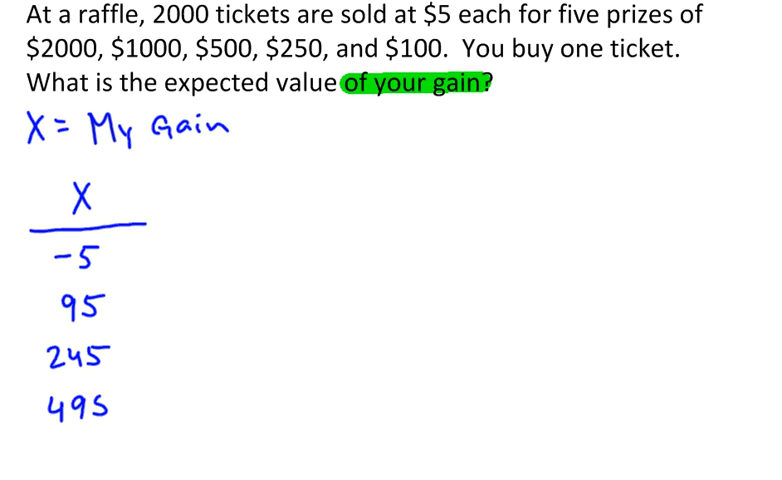 At a raffle, 2000 tickets are sold at $5 each for five prizes of
$2000, $1000, $500, $250, and $100. You buy one ticket.
What is the expected value of your gain?
X = My Gain
X
-5
95
245
495